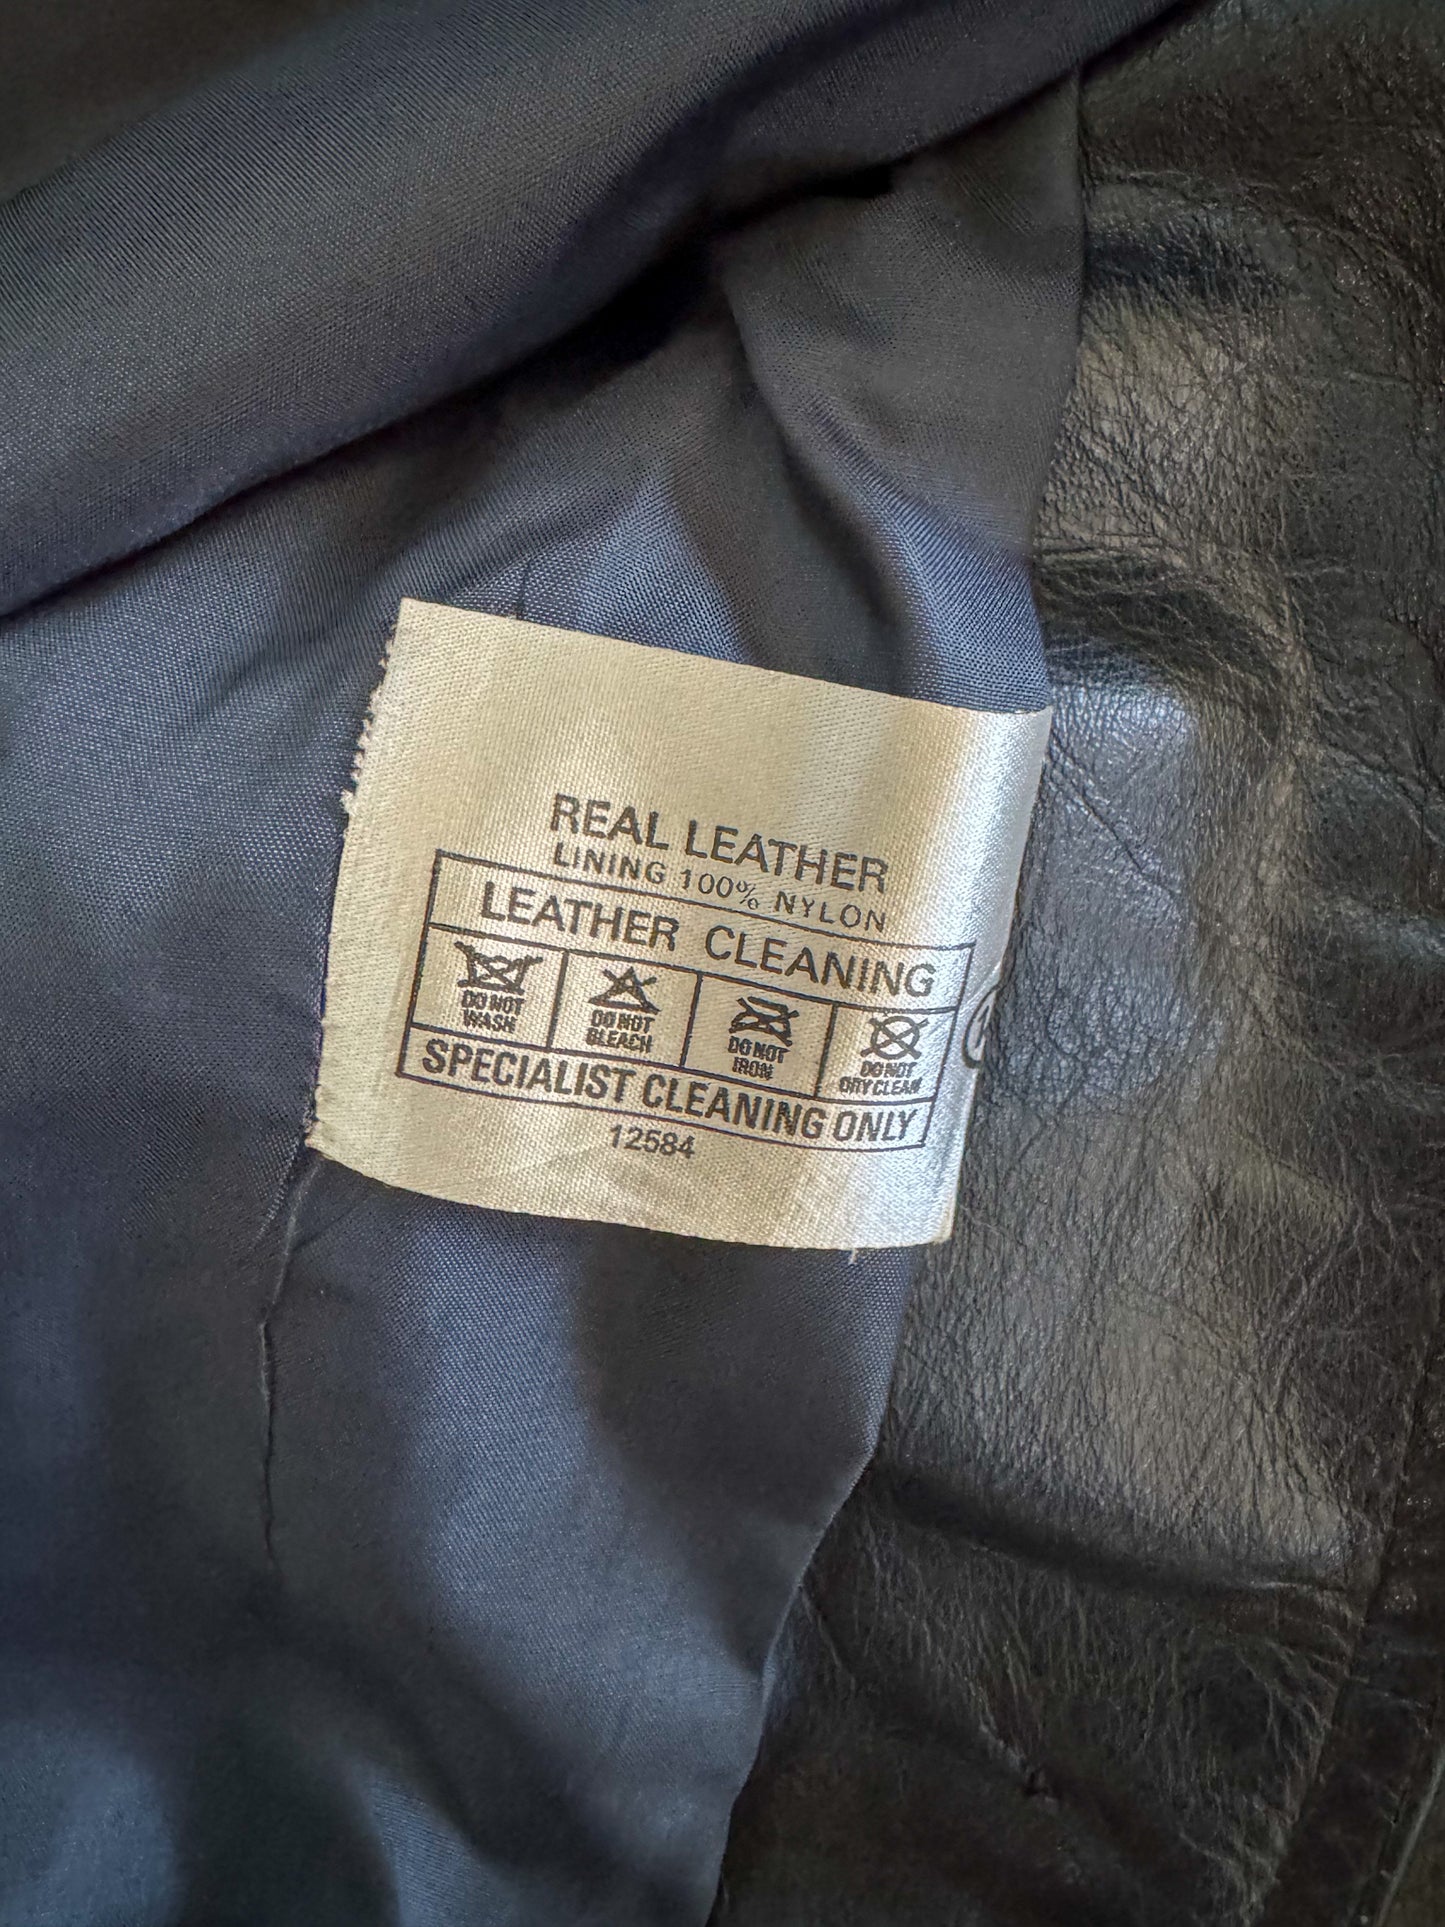 REAL LEATHER
LINING 100% NYLON
LEATHER CLEANING
DO NOT WASH
DO NOT BLEACH
DO NOT IRON
DO NOT DRY CLEAN
SPECIALIST CLEANING ONLY
12584